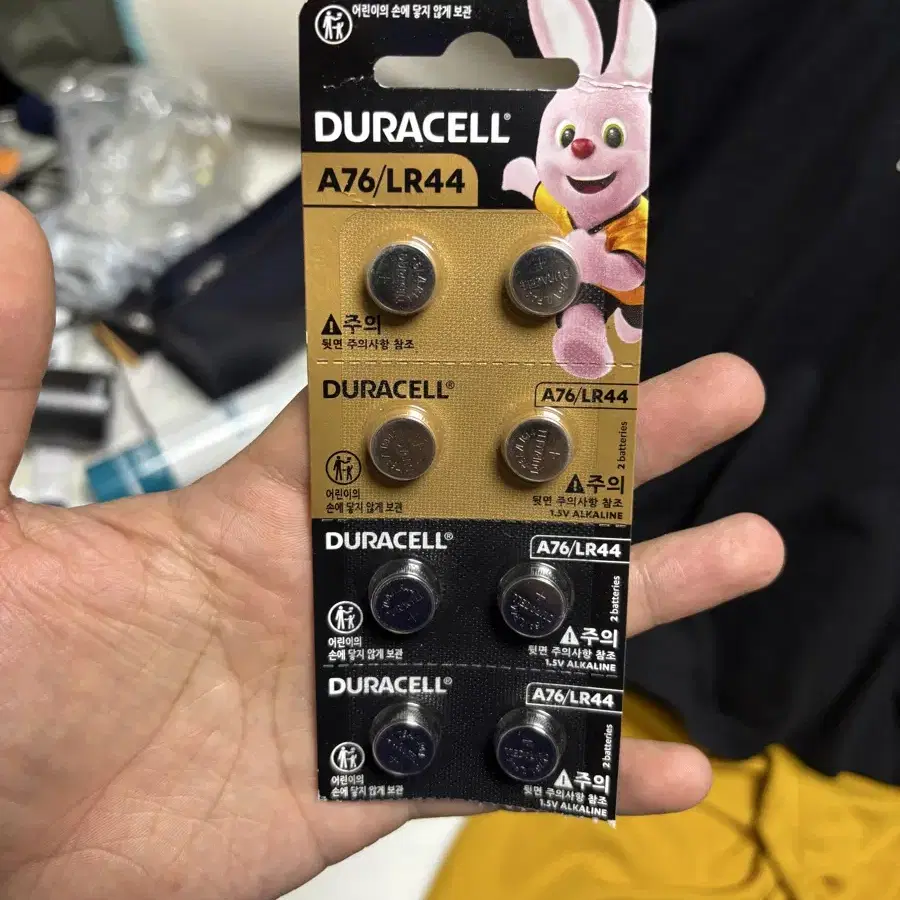 어린이의 손에 닿지 않게 보관
DURACELL®
A76/LR44
주의
뒷면 주의사항 참조
DURACELL®
A76/LR44
2 batteries
어린이의
손에 닿지 않게 보관
주의
뒷면 주의사항 참조
1.5V ALKALINE
DURACELL®
A76/LR44
2 batteries
어린이의
손에 닿지 않게 보관
주의
뒷면 주의사항 참조
1.5V ALKALINE
DURACELL®
A76/LR44
2 batteries
어린이의
손에 닿지 않게 보관
주의
뒷면 주의사항 참조
1.5V ALKALINE